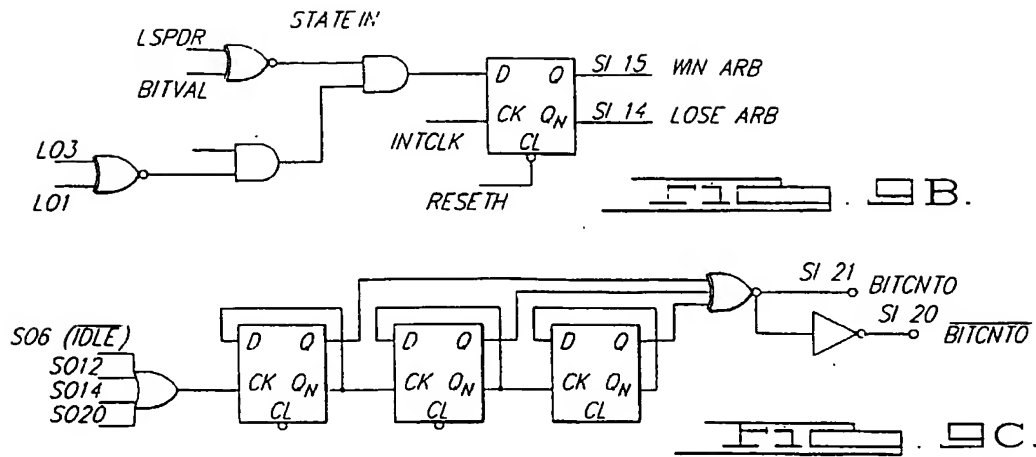 STATE IN
LSPDR
BITVAL
D Q SI 15 WIN ARB
CK QN SI 14 LOSE ARB
INTCLK
CL
LO3
LO1
RESETH
Fig. 9B.
SI 21 BITCNTO
SI 20 BITCNTO
SO6 (IDLE)
D Q D Q D Q
SO12
SO14
SO20
CK QN CK QN CK QN
CL CL CL
Fig. 9C.